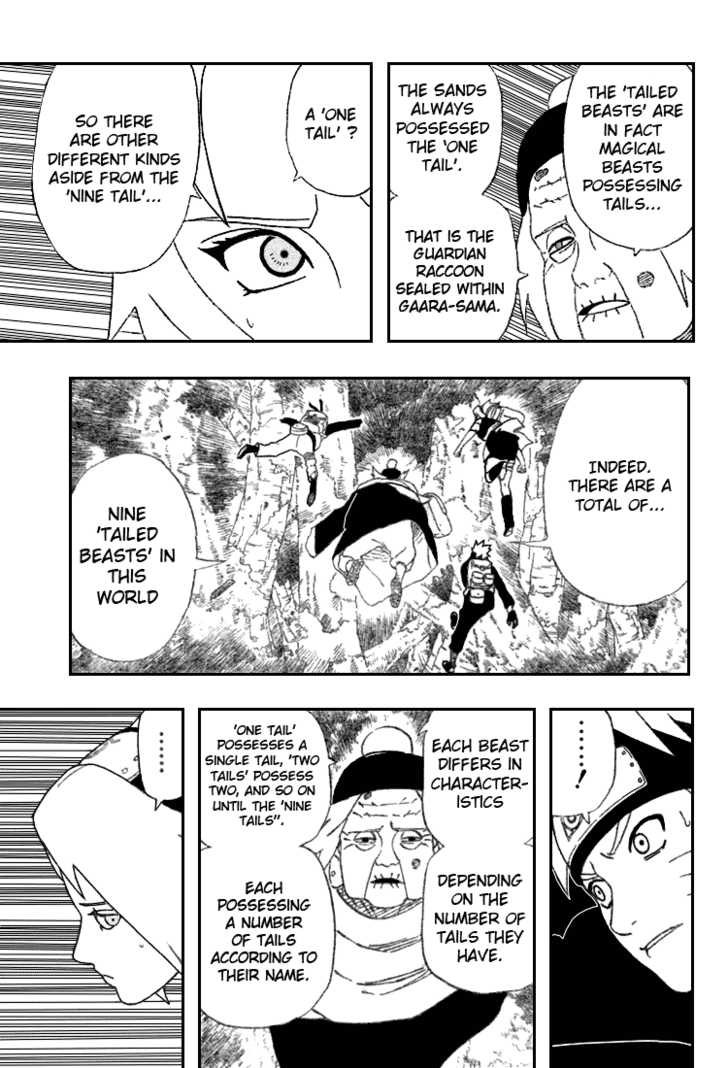 THE 'TAILED
BEASTS' ARE
IN FACT
MAGICAL
BEASTS
POSSESSING
TAILS...
THE SANDS
ALWAYS
POSSESSED
THE 'ONE
TAIL'.
THAT IS THE
GUARDIAN
RACCOON
SEALED WITHIN
GAARA-SAMA.
A 'ONE
TAIL' ?
SO THERE
ARE OTHER
DIFFERENT KINDS
ASIDE FROM THE
'NINE TAIL'...
INDEED.
THERE ARE A
TOTAL OF...
NINE
'TAILED
BEASTS' IN
THIS
WORLD
......!
EACH BEAST
DIFFERS IN
CHARACTER-
ISTICS
DEPENDING
ON THE
NUMBER OF
TAILS THEY
HAVE.
'ONE TAIL'
POSSESSES A
SINGLE TAIL, 'TWO
TAILS' POSSESS
TWO, AND SO ON
UNTIL THE 'NINE
TAILS".
EACH
POSSESSING
A NUMBER
OF TAILS
ACCORDING TO
THEIR NAME.
......